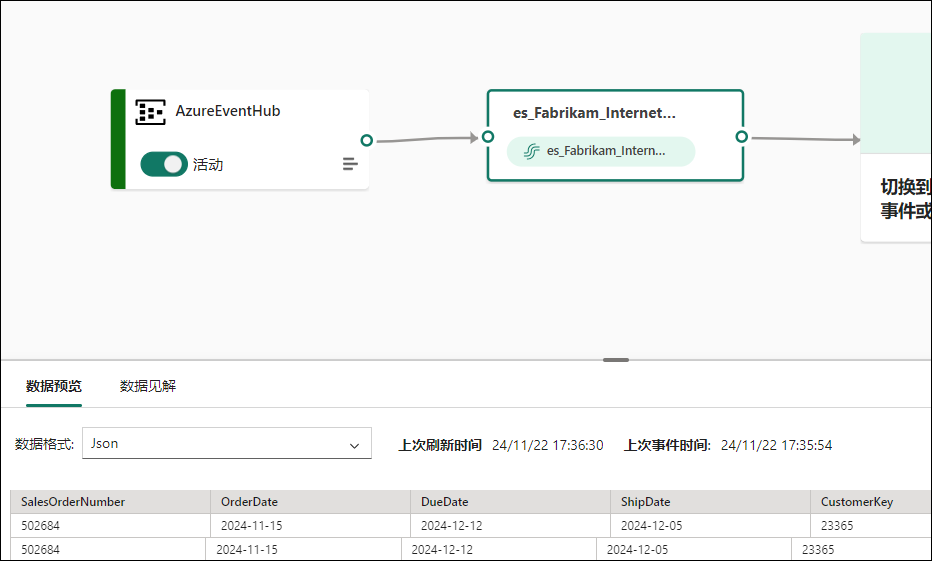 AzureEventHub
活动
es_Fabrikam_Internet...
es_Fabrikam_Intern...
切换到
事件或
数据预览 数据见解
数据格式: Json 上次刷新时间 24/11/22 17:36:30 上次事件时间: 24/11/22 17:35:54
SalesOrderNumber OrderDate DueDate ShipDate CustomerKey
502684 2024-11-15 2024-12-12 2024-12-05 23365
502684 2024-11-15 2024-12-12 2024-12-05 23365